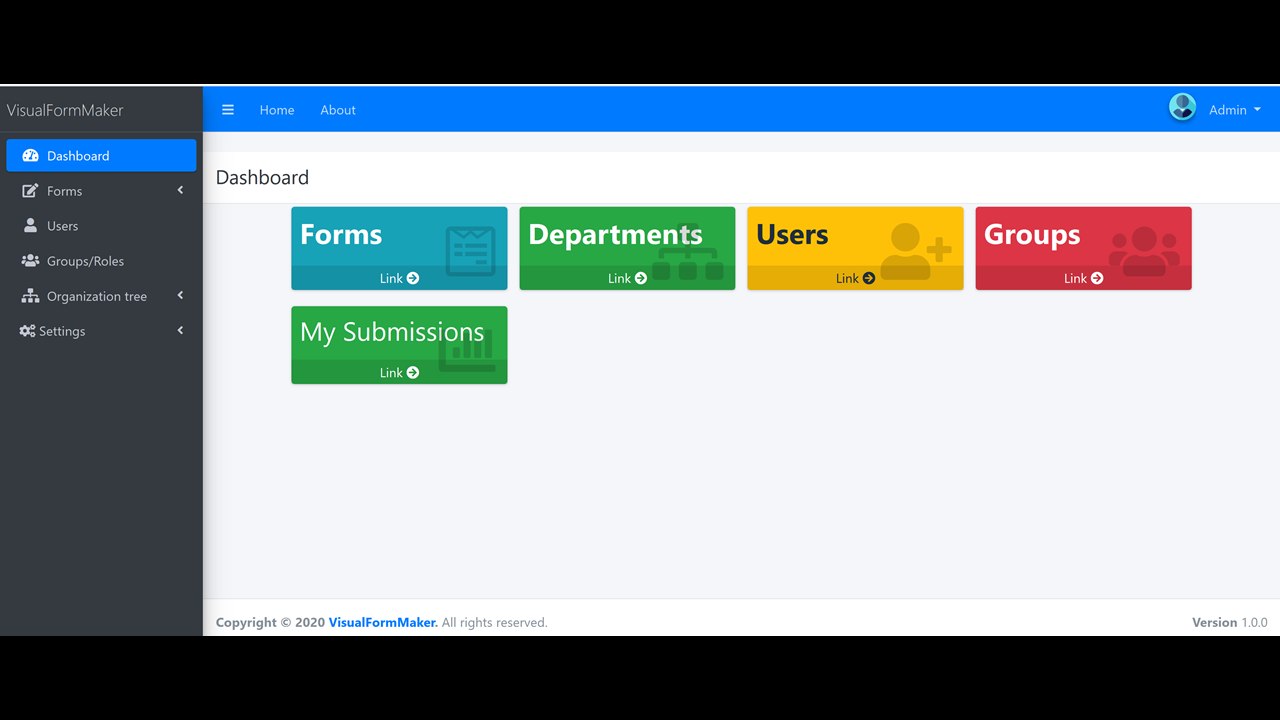 VisualFormMaker
Home
About
Admin
Dashboard
Forms
Users
Groups/Roles
Organization tree
Settings
Dashboard
Forms
Link
Departments
Link
Users
Link
Groups
Link
My Submissions
Link
Copyright © 2020 VisualFormMaker. All rights reserved.
Version 1.0.0